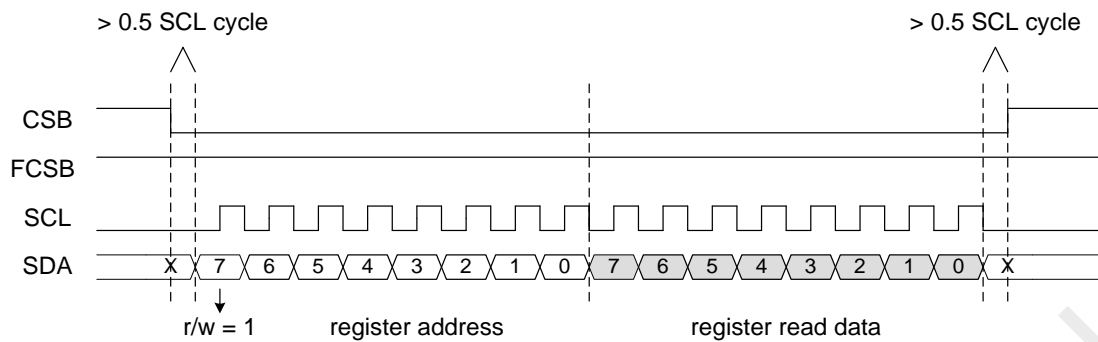 > 0.5 SCL cycle > 0.5 SCL cycle
CSB
FCSB
SCL
SDA X 7 6 5 4 3 2 1 0 7 6 5 4 3 2 1 0 X
r/w = 1 register address register read data